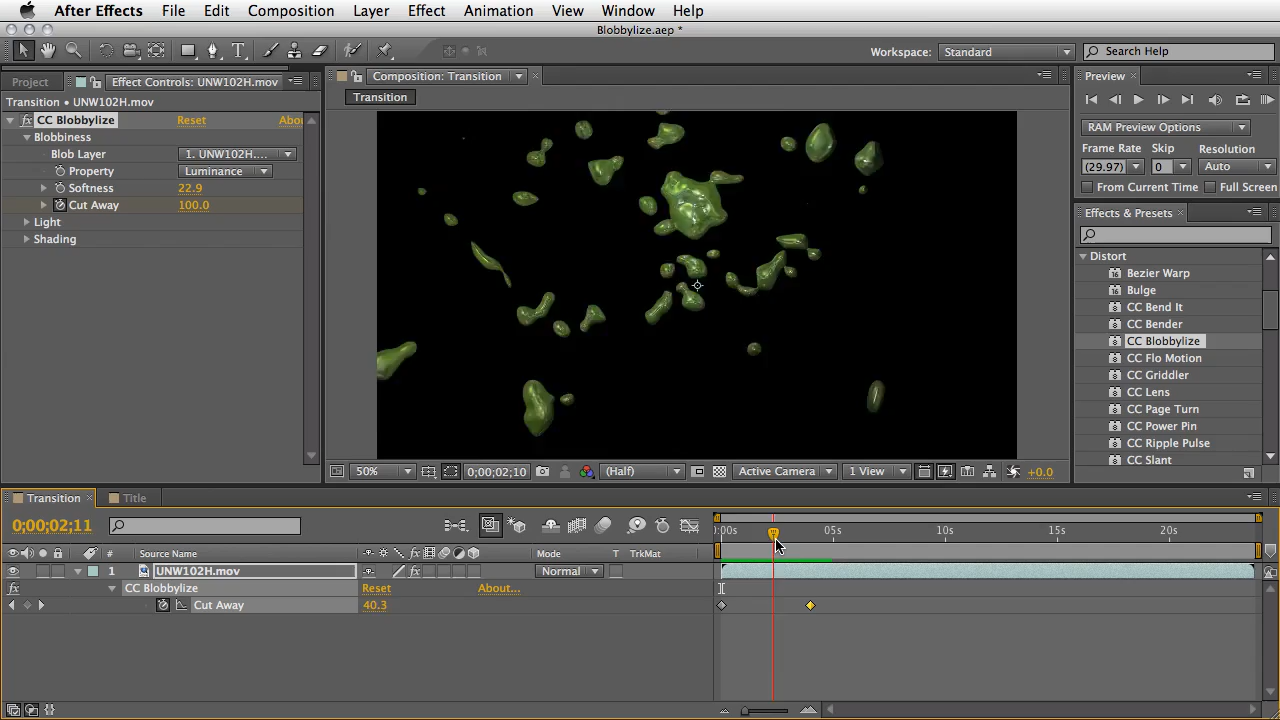 After Effects File Edit Composition Layer Effect Animation View Window Help
Blobbylize.aep *
Workspace: Standard Search Help
Project Effect Controls: UNW102H.mov Composition: Transition Preview
Transition • UNW102H.mov Transition
CC Blobbylize Reset Abou
Blobbiness
Blob Layer 1. UNW102H....
Property Luminance
Softness 22.9
Cut Away 100.0
Light
Shading
RAM Preview Options
Frame Rate Skip Resolution
(29.97) 0 Auto
From Current Time Full Screen
Effects & Presets
Distort
Bezier Warp
Bulge
CC Bend It
CC Bender
CC Blobbylize
CC Flo Motion
CC Griddler
CC Lens
CC Page Turn
CC Power Pin
CC Ripple Pulse
CC Slant
50% 0;00;02;10 (Half) Active Camera 1 View +0.0
Transition Title
0;00;02;11 0:00s 05s 10s 15s 20s
# Source Name Mode T TrkMat
1 UNW102H.mov Normal
CC Blobbylize Reset About...
Cut Away 40.3